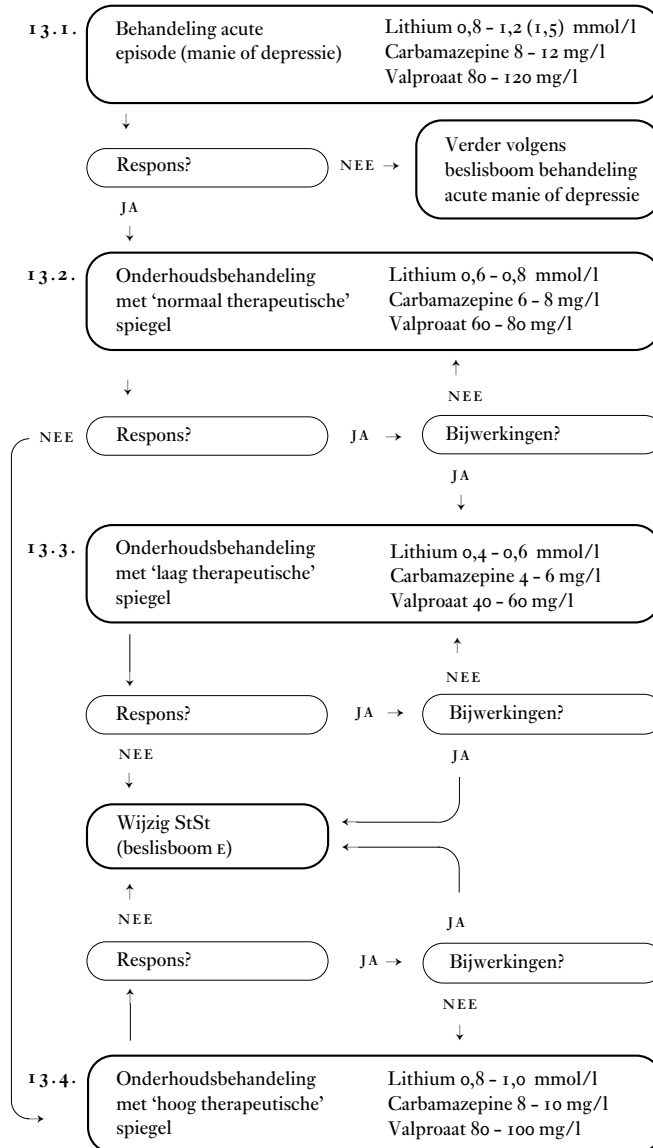 13.1. Behandeling acute Lithium 0,8 – 1,2 (1,5) mmol/l
episode (manie of depressie) Carbamazepine 8 – 12 mg/l
Valproaat 80 – 120 mg/l
↓
Respons? NEE → Verder volgens
beslisboom behandeling
acute manie of depressie
JA
↓
13.2. Onderhoudsbehandeling Lithium 0,6 – 0,8 mmol/l
met ‘normaal therapeutische’ Carbamazepine 6 – 8 mg/l
spiegel Valproaat 60 – 80 mg/l
↑
↓ NEE
NEE Respons? JA → Bijwerkingen?
JA
↓
13.3. Onderhoudsbehandeling Lithium 0,4 – 0,6 mmol/l
met ‘laag therapeutische’ Carbamazepine 4 – 6 mg/l
spiegel Valproaat 40 – 60 mg/l
↑
NEE
Respons? JA → Bijwerkingen?
NEE JA
↓
Wijzig StSt
(beslisboom E)
↑
NEE JA
Respons? JA → Bijwerkingen?
NEE
↓
13.4. Onderhoudsbehandeling Lithium 0,8 – 1,0 mmol/l
met ‘hoog therapeutische’ Carbamazepine 8 – 10 mg/l
spiegel Valproaat 80 – 100 mg/l